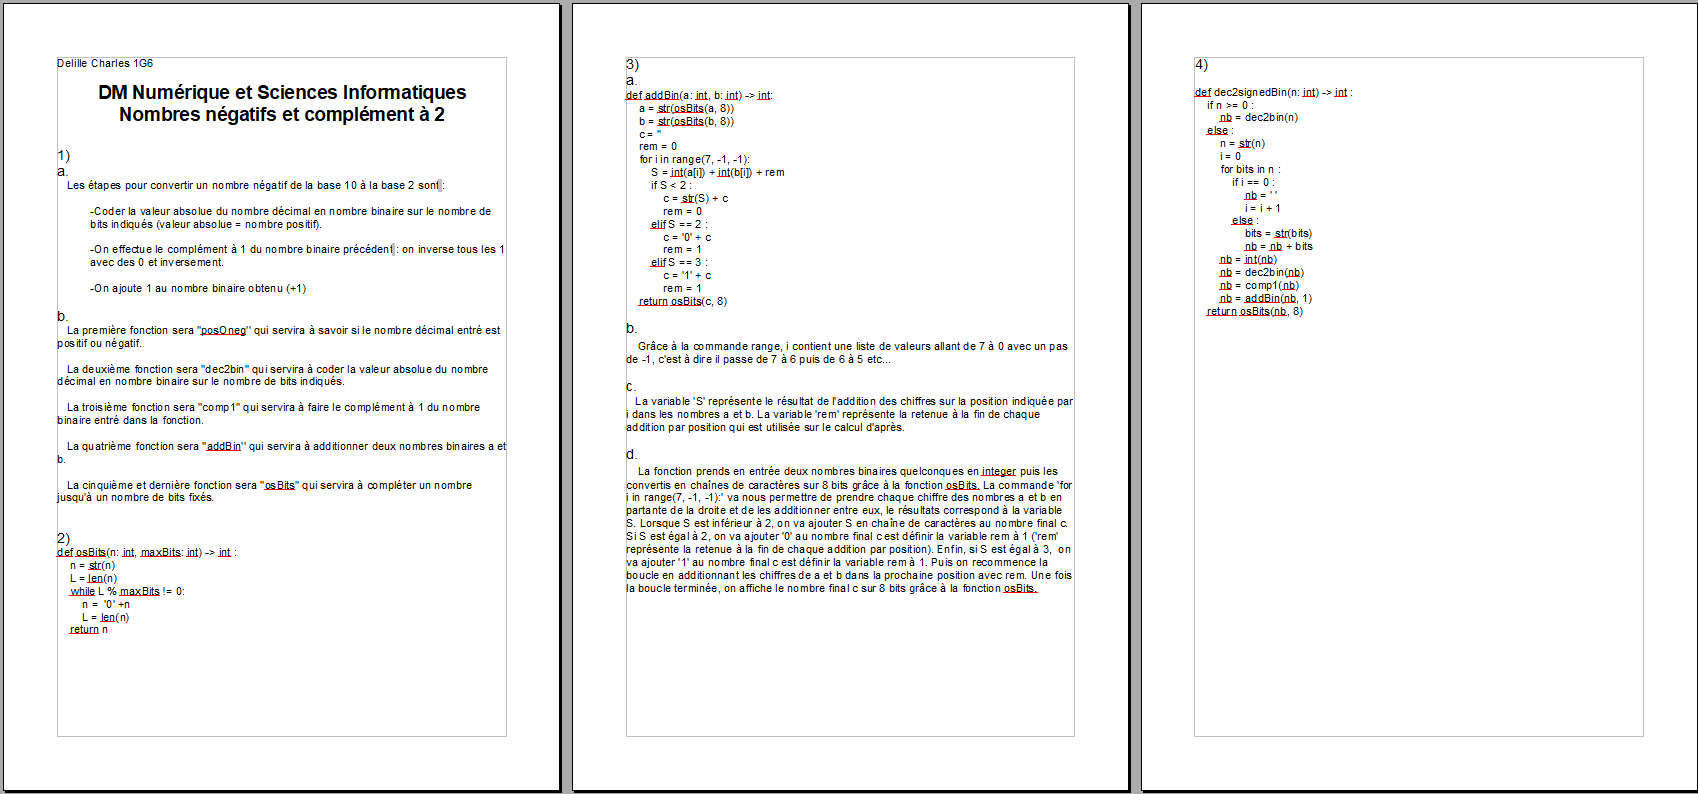 Delille Charles 1G6
DM Numérique et Sciences Informatiques
Nombres négatifs et complément à 2
1)
a.
Les étapes pour convertir un nombre négatif de la base 10 à la base 2 sont :
-Coder la valeur absolue du nombre décimal en nombre binaire sur le nombre de
bits indiqués (valeur absolue = nombre positif).
-On effectue le complément à 1 du nombre binaire précédent : on inverse tous les 1
avec des 0 et inversement.
-On ajoute 1 au nombre binaire obtenu (+1)
b.
La première fonction sera "posOneg" qui servira à savoir si le nombre décimal entré est
positif ou négatif.
La deuxième fonction sera "dec2bin" qui servira à coder la valeur absolue du nombre
décimal en nombre binaire sur le nombre de bits indiqués.
La troisième fonction sera "comp1" qui servira à faire le complément à 1 du nombre
binaire entré dans la fonction.
La quatrième fonction sera "addBin" qui servira à additionner deux nombres binaires a et
b.
La cinquième et dernière fonction sera "osBits" qui servira à compléter un nombre
jusqu'à un nombre de bits fixés.
2)
def osBits(n: int, maxBits: int) -> int :
n = str(n)
L = len(n)
while L % maxBits != 0:
n = '0' +n
L = len(n)
return n
3)
a.
def addBin(a: int, b: int) -> int:
a = str(osBits(a, 8))
b = str(osBits(b, 8))
c = ''
rem = 0
for i in range(7, -1, -1):
S = int(a[i]) + int(b[i]) + rem
if S < 2 :
c = str(S) + c
rem = 0
elif S == 2 :
c = '0' + c
rem = 1
elif S == 3 :
c = '1' + c
rem = 1
return osBits(c, 8)
b.
Grâce à la commande range, i contient une liste de valeurs allant de 7 à 0 avec un pas
de -1, c'est à dire il passe de 7 à 6 puis de 6 à 5 etc...
c.
La variable 'S' représente le résultat de l'addition des chiffres sur la position indiquée par
i dans les nombres a et b. La variable 'rem' représente la retenue à la fin de chaque
addition par position qui est utilisée sur le calcul d'après.
d.
La fonction prends en entrée deux nombres binaires quelconques en integer puis les
convertis en chaînes de caractères sur 8 bits grâce à la fonction osBits. La commande 'for
i in range(7, -1, -1):' va nous permettre de prendre chaque chiffre des nombres a et b en
partante de la droite et de les additionner entre eux, le résultats correspond à la variable
S. Lorsque S est inférieur à 2, on va ajouter S en chaîne de caractères au nombre final c.
Si S est égal à 2, on va ajouter '0' au nombre final c est définir la variable rem à 1 ('rem'
représente la retenue à la fin de chaque addition par position). Enfin, si S est égal à 3, on
va ajouter '1' au nombre final c est définir la variable rem à 1. Puis on recommence la
boucle en additionnant les chiffres de a et b dans la prochaine position avec rem. Une fois
la boucle terminée, on affiche le nombre final c sur 8 bits grâce à la fonction osBits.
4)
def dec2signedBin(n: int) -> int :
if n >= 0 :
nb = dec2bin(n)
else :
n = str(n)
i = 0
for bits in n :
if i == 0 :
nb = ' '
i = i + 1
else :
bits = str(bits)
nb = nb + bits
nb = int(nb)
nb = dec2bin(nb)
nb = comp1(nb)
nb = addBin(nb, 1)
return osBits(nb, 8)